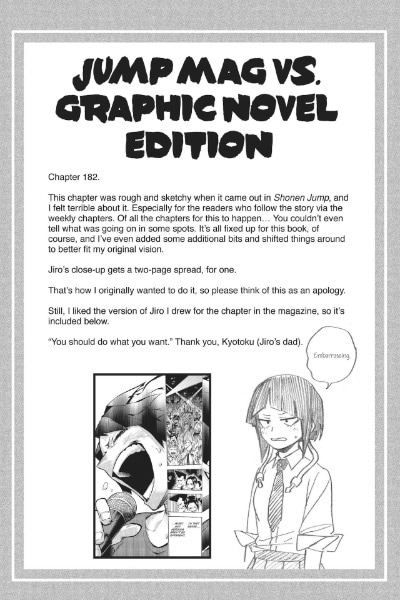 JUMP MAG VS.
GRAPHIC NOVEL
EDITION
Chapter 182.
This chapter was rough and sketchy when it came out in Shonen Jump, and
I felt terrible about it. Especially for the readers who follow the story via the
weekly chapters. Of all the chapters for this to happen... You couldn't even
tell what was going on in some spots. It's all fixed up for this book, of
course, and I've even added some additional bits and shifted things around
to better fit my original vision.
Jiro's close-up gets a two-page spread, for one.
That's how I originally wanted to do it, so please think of this as an apology.
Still, I liked the version of Jiro I drew for the chapter in the magazine, so it's
included below.
"You should do what you want." Thank you, Kyotoku (Jiro's dad).
Embarrassing.